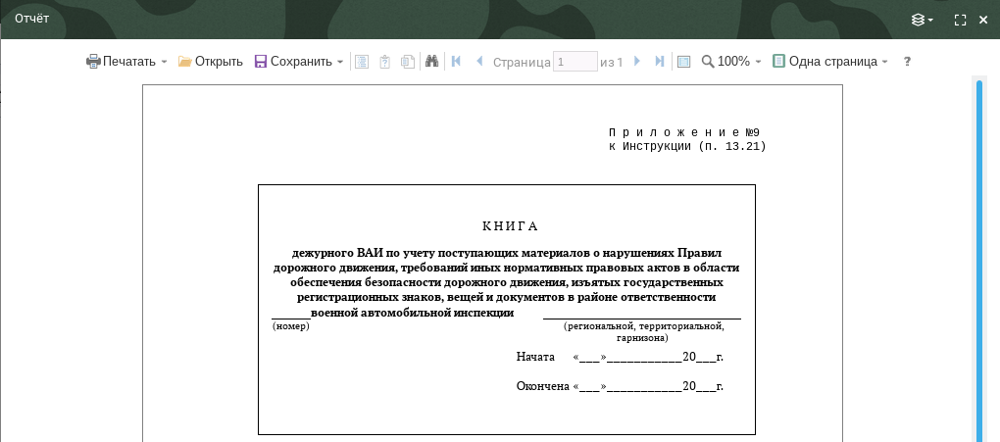 Отчёт
Печатать Открыть Сохранить Страница 1 из 1 100% Одна страница ?
П р и л о ж е н и е №9
к Инструкции (п. 13.21)
К Н И Г А
дежурного ВАИ по учету поступающих материалов о нарушениях Правил
дорожного движения, требований иных нормативных правовых актов в области
обеспечения безопасности дорожного движения, изъятых государственных
регистрационных знаков, вещей и документов в районе ответственности
______военной автомобильной инспекции ______________________________
(номер) (региональной, территориальной,
гарнизона)
Начата «___»___________20___г.
Окончена «___»___________20___г.